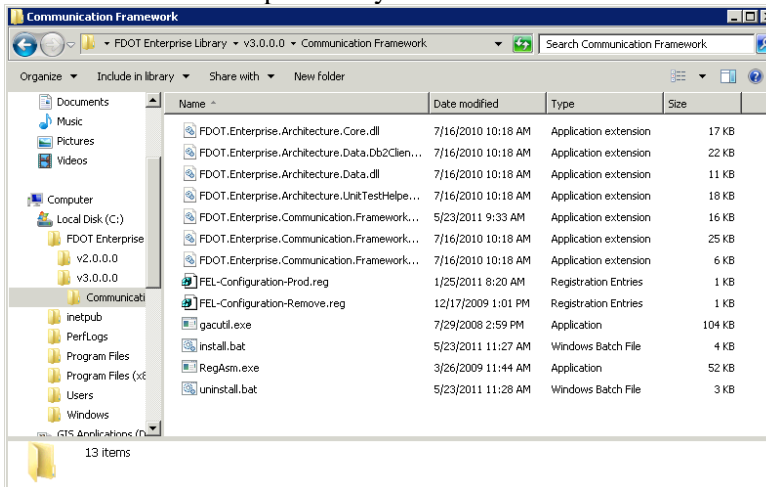 Communication Framework
FDOT Enterprise Library v3.0.0.0 Communication Framework
Search Communication Framework
Organize Include in library Share with New folder
Documents
Music
Pictures
Videos
Computer
Local Disk (C:)
FDOT Enterprise
v2.0.0.0
v3.0.0.0
Communicati
inetpub
PerfLogs
Program Files
Program Files (x8
Users
Windows
GIS Applications (D
Name Date modified Type Size
FDOT.Enterprise.Architecture.Core.dll 7/16/2010 10:18 AM Application extension 17 KB
FDOT.Enterprise.Architecture.Data.Db2Clien... 7/16/2010 10:18 AM Application extension 22 KB
FDOT.Enterprise.Architecture.Data.dll 7/16/2010 10:18 AM Application extension 11 KB
FDOT.Enterprise.Architecture.UnitTestHelpe... 7/16/2010 10:18 AM Application extension 18 KB
FDOT.Enterprise.Communication.Framework... 5/23/2011 9:33 AM Application extension 16 KB
FDOT.Enterprise.Communication.Framework... 7/16/2010 10:18 AM Application extension 25 KB
FDOT.Enterprise.Communication.Framework... 7/16/2010 10:18 AM Application extension 6 KB
FEL-Configuration-Prod.reg 1/25/2011 8:20 AM Registration Entries 1 KB
FEL-Configuration-Remove.reg 12/17/2009 1:01 PM Registration Entries 1 KB
gacutil.exe 7/29/2008 2:59 PM Application 104 KB
install.bat 5/23/2011 11:27 AM Windows Batch File 4 KB
RegAsm.exe 3/26/2009 11:44 AM Application 52 KB
uninstall.bat 5/23/2011 11:28 AM Windows Batch File 3 KB
13 items